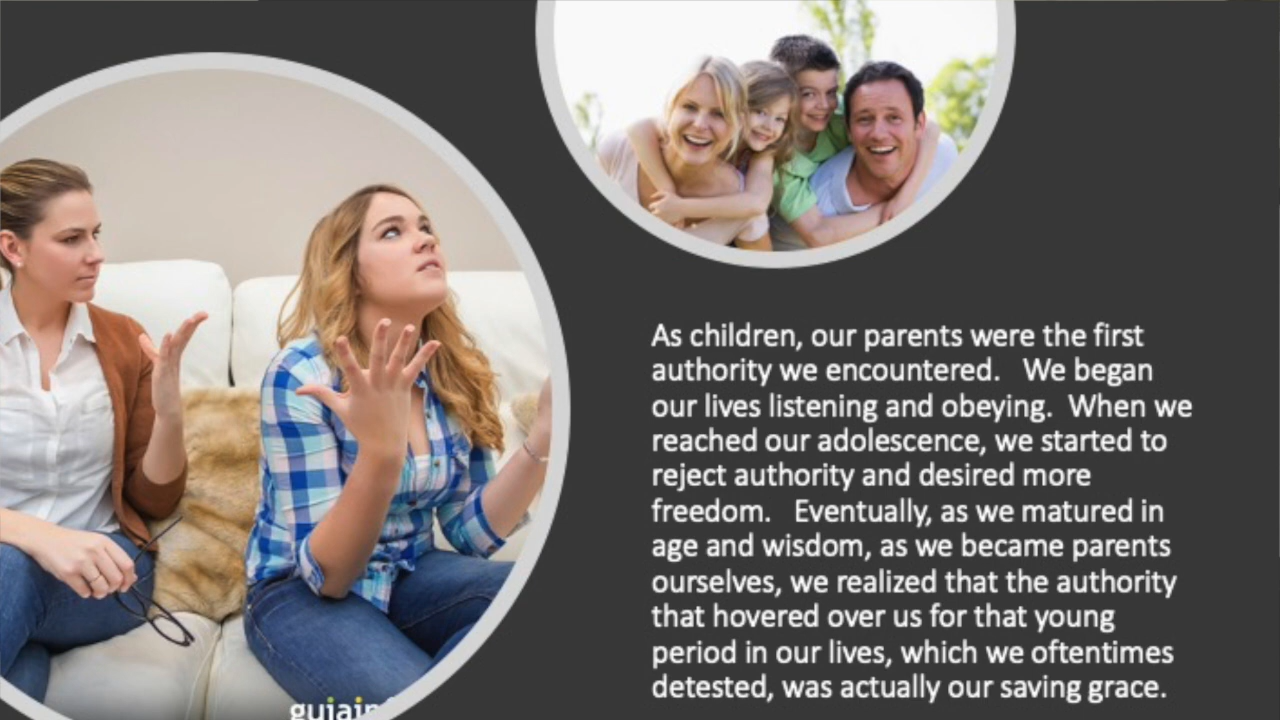 As children, our parents were the first
authority we encountered.   We began
our lives listening and obeying.  When we
reached our adolescence, we started to
reject authority and desired more
freedom.   Eventually, as we matured in
age and wisdom, as we became parents
ourselves, we realized that the authority
that hovered over us for that young
period in our lives, which we oftentimes
detested, was actually our saving grace.